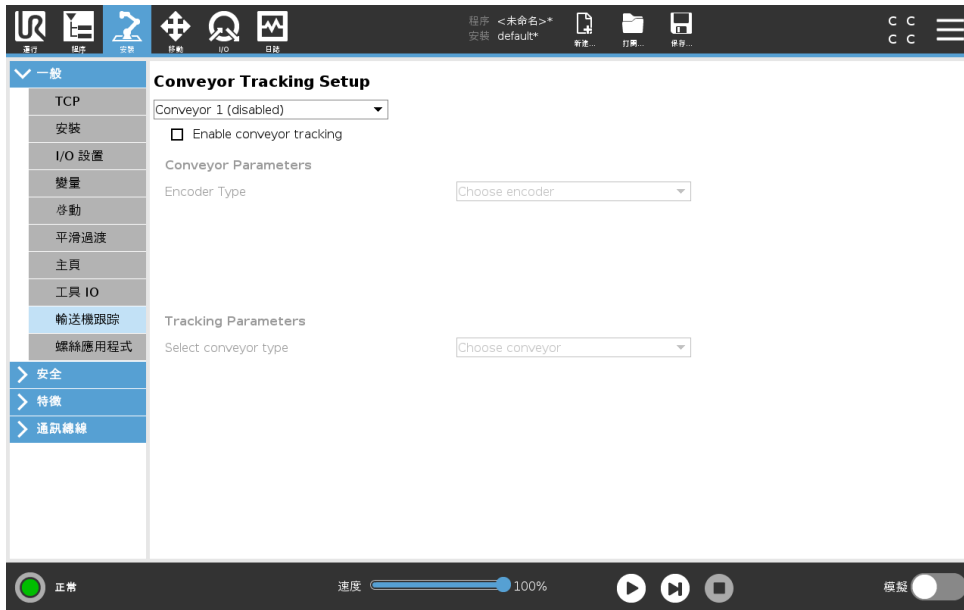 運行
程序
安裝
移動
I/O
日誌
程序 <未命名>*
安裝 default*
新建...
打開...
保存...
C C
C C
一般
TCP
安裝
I/O 設置
變量
啓動
平滑過渡
主頁
工具 IO
輸送機跟踪
螺絲應用程式
安全
特徵
通訊總線
Conveyor Tracking Setup
Conveyor 1 (disabled)
Enable conveyor tracking
Conveyor Parameters
Encoder Type
Choose encoder
Tracking Parameters
Select conveyor type
Choose conveyor
正常
速度
100%
模擬